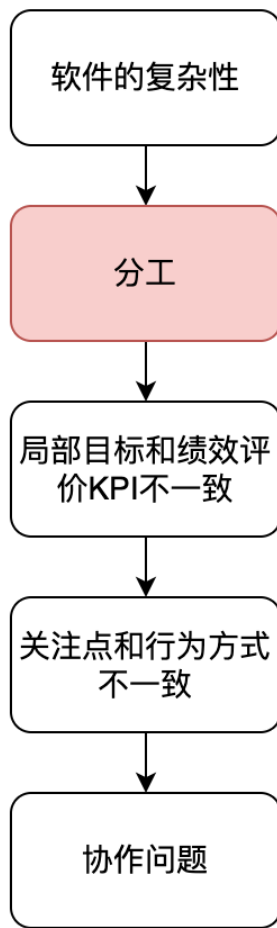 软件的复杂性
分工
局部目标和绩效评
价KPI不一致
关注点和行为方式
不一致
协作问题